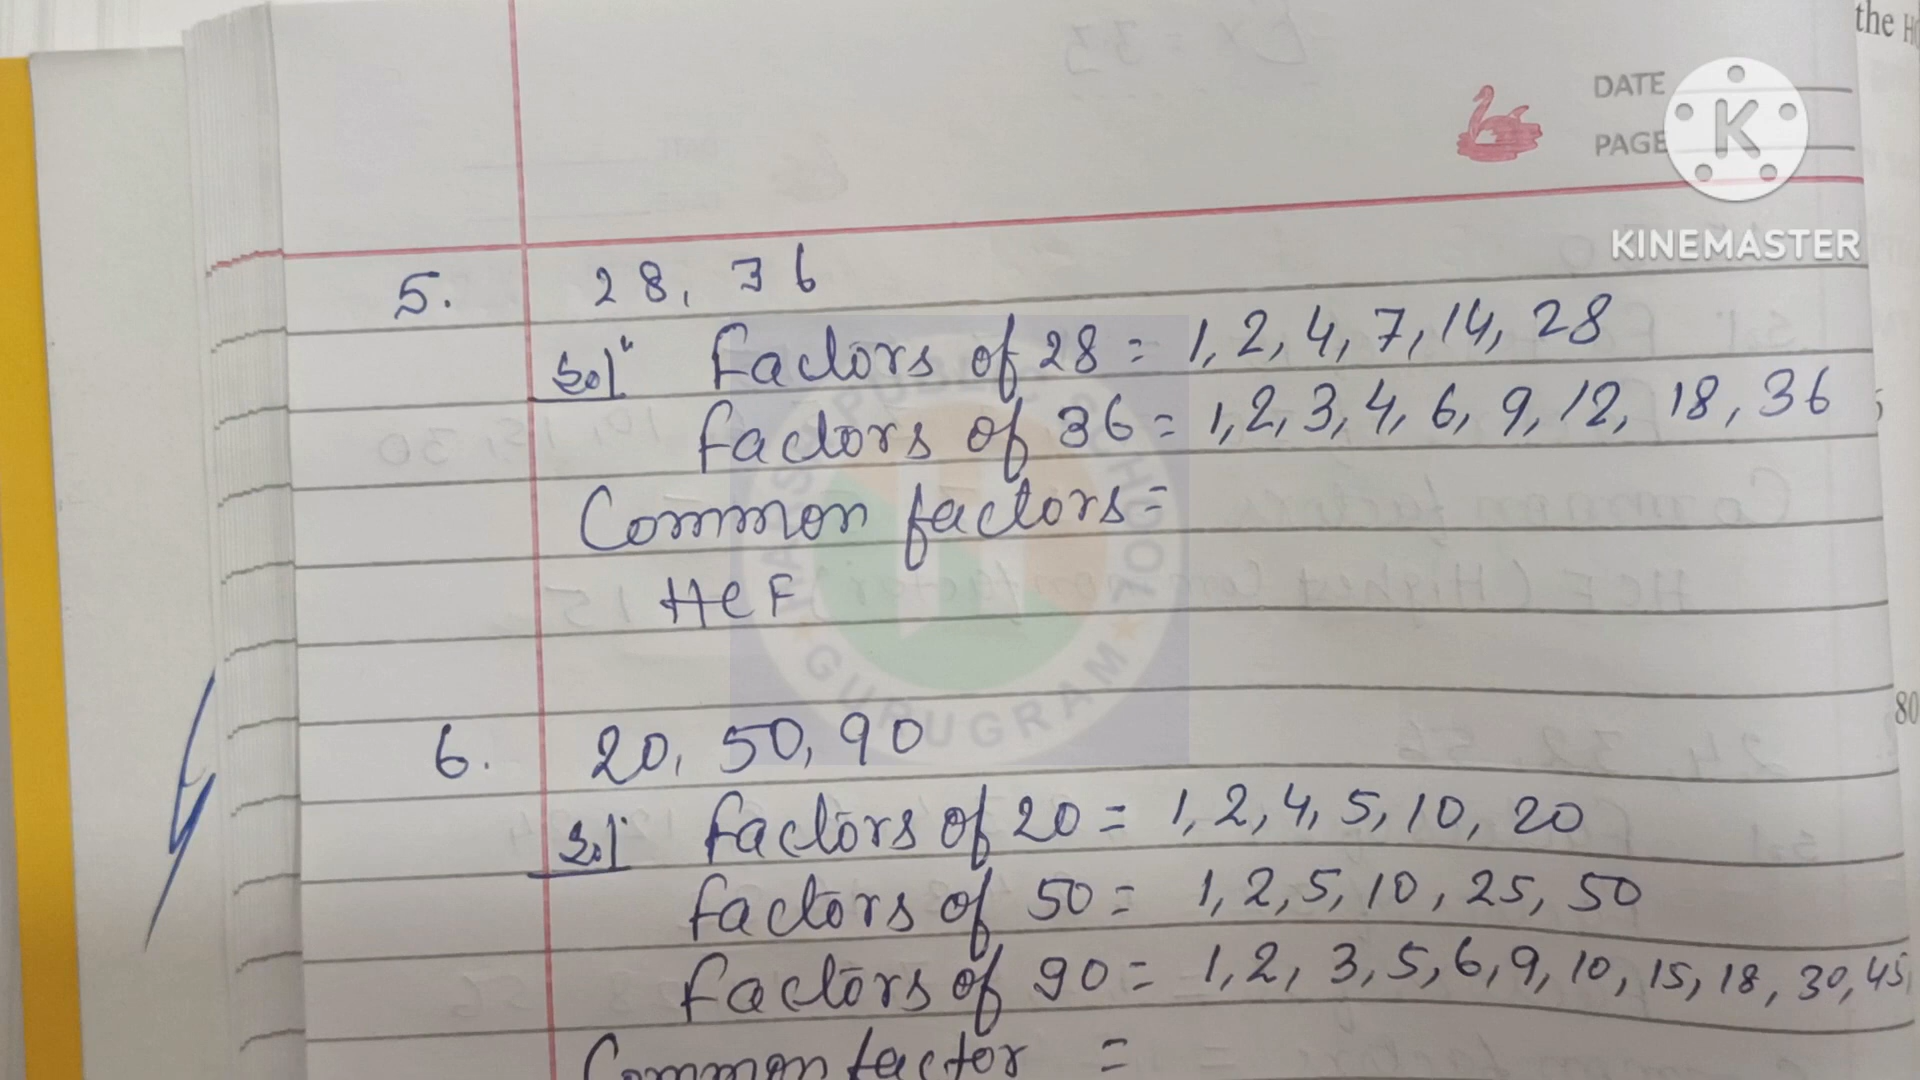 the
DATE
PAGE
K
KINEMASTER
5. 28, 36
Sol" Factors of 28 = 1, 2, 4, 7, 14, 28
factors of 36 = 1, 2, 3, 4, 6, 9, 12, 18, 36
Common factors =
HCF
80
6. 20, 50, 90
Sol factors of 20 = 1, 2, 4, 5, 10, 20
factors of 50 = 1, 2, 5, 10, 25, 50
factors of 90 = 1, 2, 3, 5, 6, 9, 10, 15, 18, 30, 45,
Common factor =
GURUGRAM